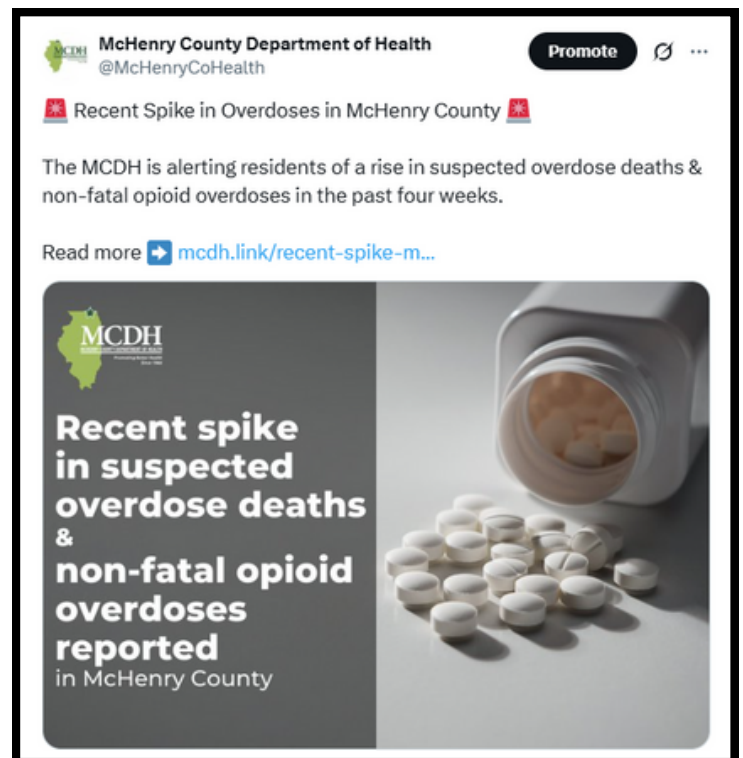 McHenry County Department of Health
@McHenryCoHealth
Promote
🚨 Recent Spike in Overdoses in McHenry County 🚨
The MCDH is alerting residents of a rise in suspected overdose deaths &
non-fatal opioid overdoses in the past four weeks.
Read more ➡️ mcdh.link/recent-spike-m...
MCDH
Recent spike
in suspected
overdose deaths
&
non-fatal opioid
overdoses
reported
in McHenry County